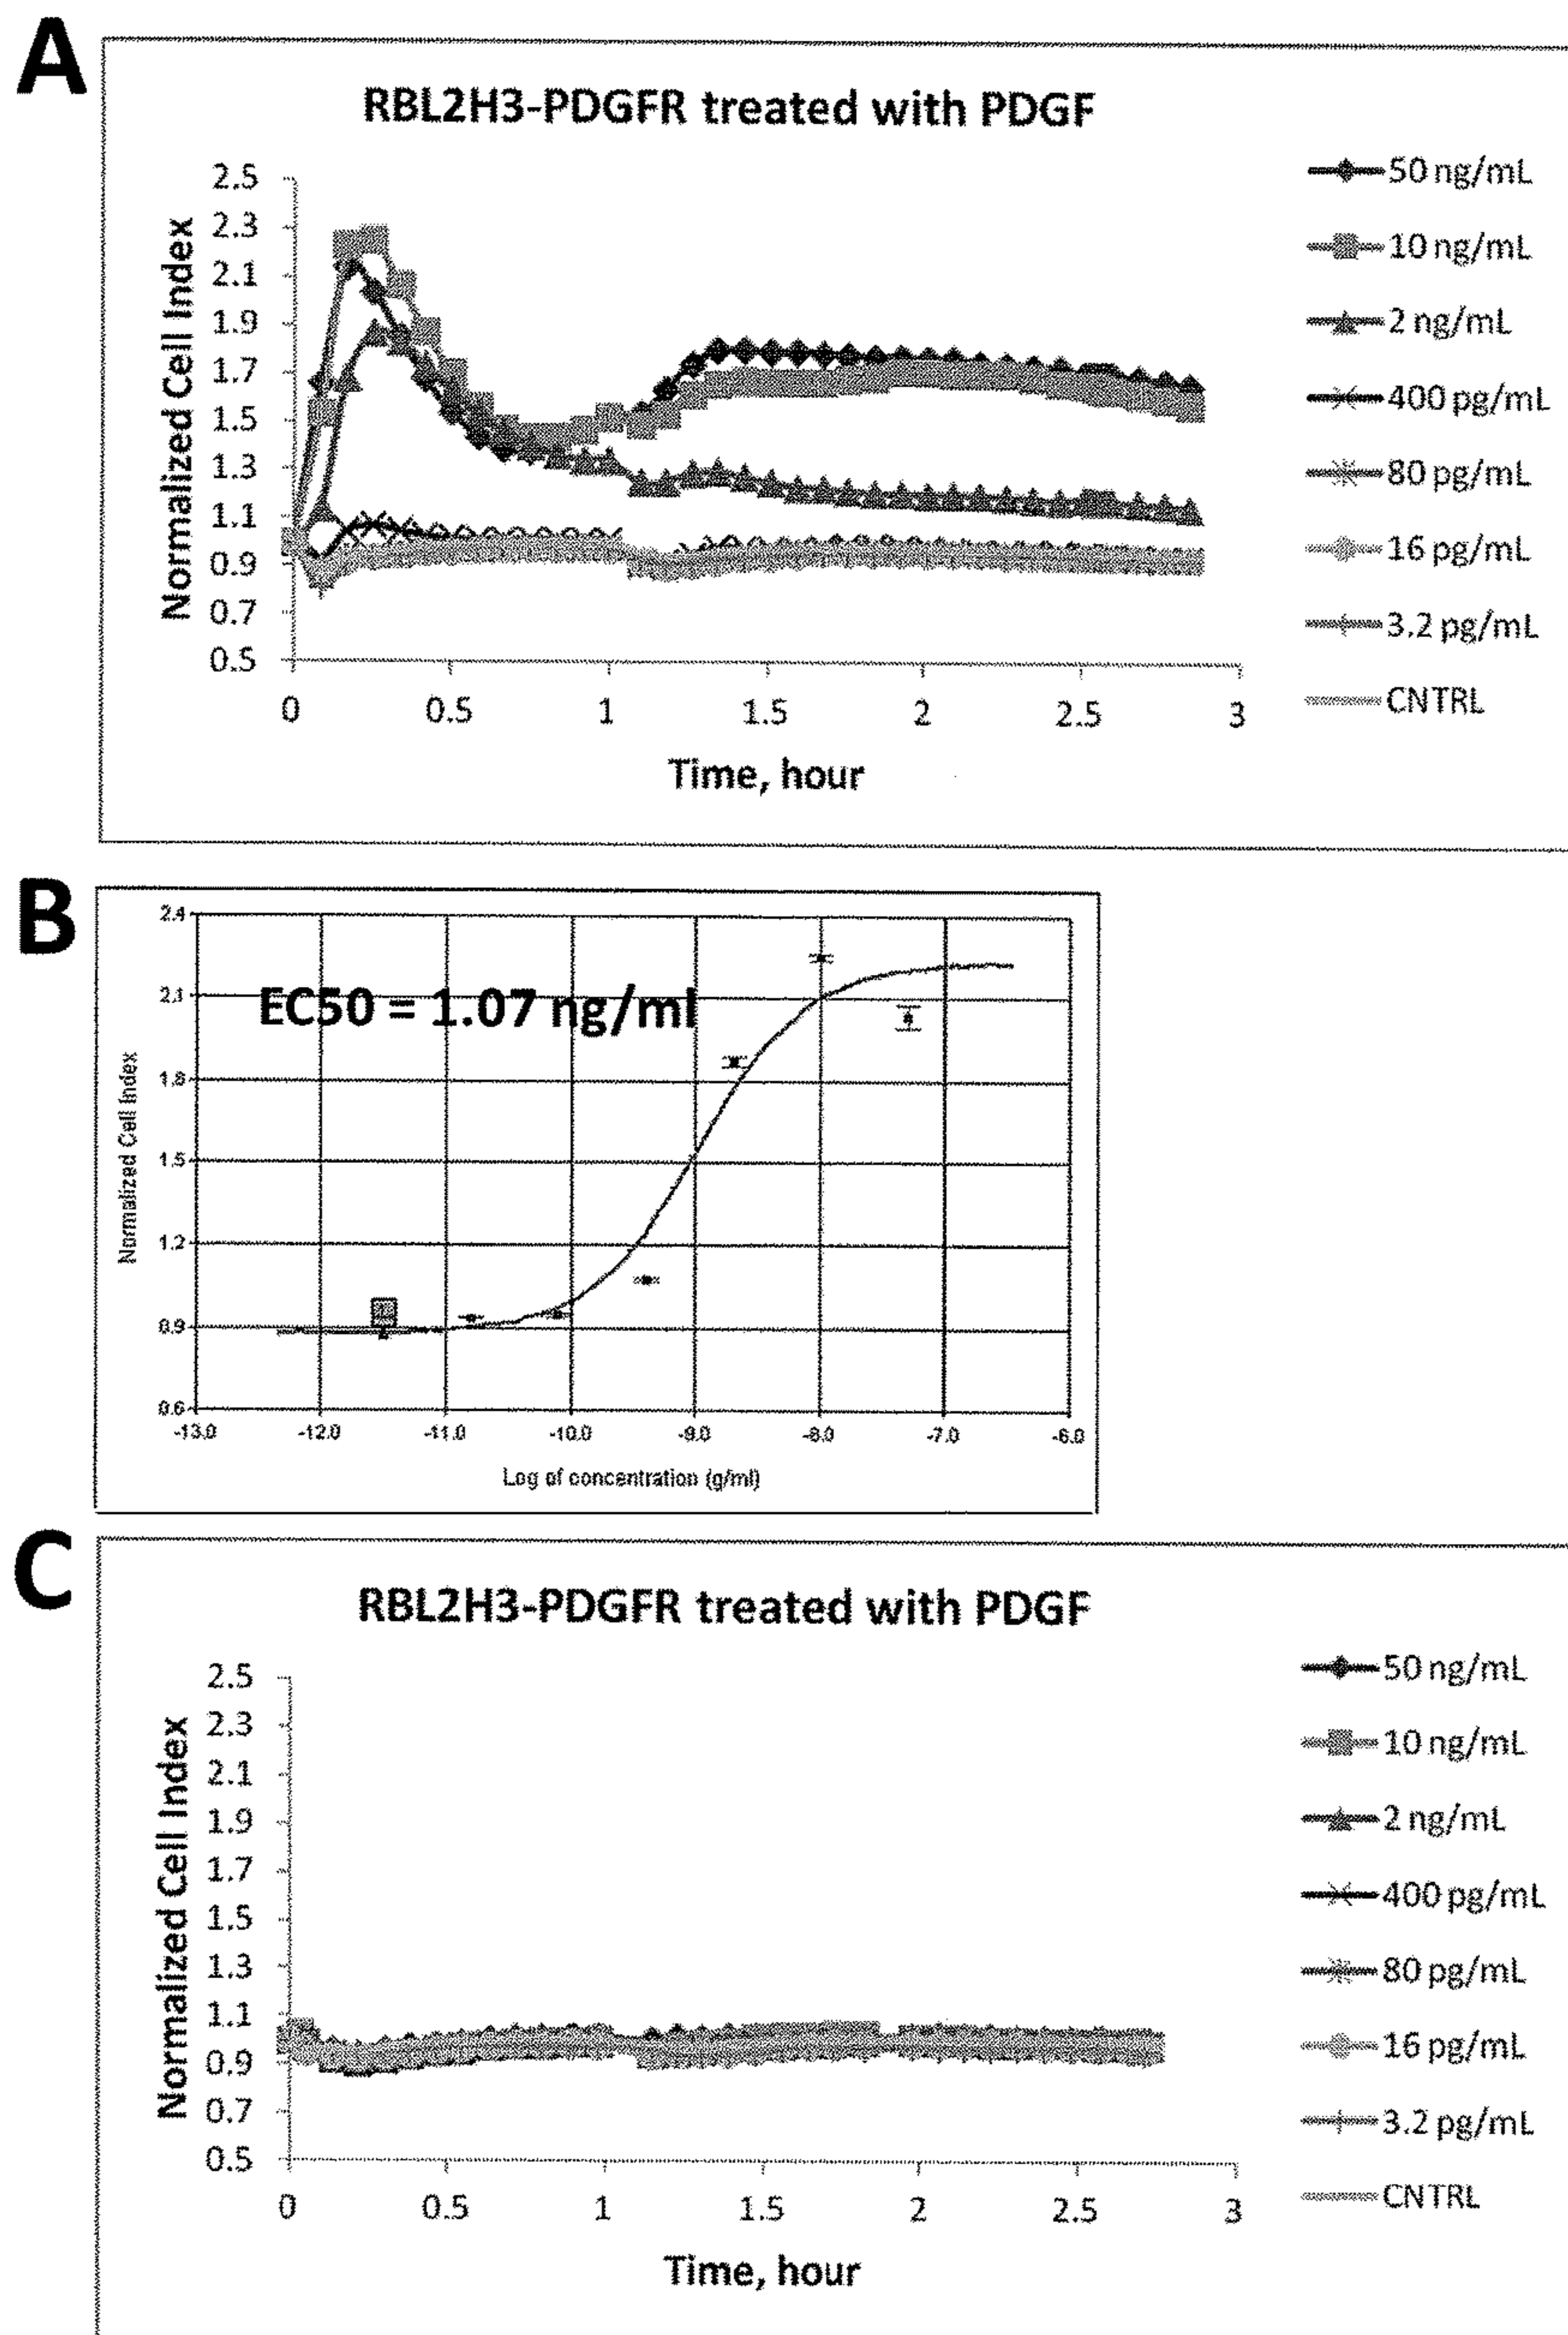 A
RBL2H3-PDGFR treated with PDGF
Normalized Cell Index
2.5
2.3
2.1
1.9
1.7
1.5
1.3
1.1
0.9
0.7
0.5
0
0.5
1
1.5
2
2.5
3
Time, hour
50 ng/mL
10 ng/mL
2 ng/mL
400 pg/mL
80 pg/mL
16 pg/mL
3.2 pg/mL
CNTRL
B
EC50 = 1.07 ng/ml
Normalized Cell Index
2.4
2.1
1.8
1.5
1.2
0.9
0.6
-13.0
-12.0
-11.0
-10.0
-9.0
-8.0
-7.0
-6.0
Log of concentration (g/ml)
C
RBL2H3-PDGFR treated with PDGF
Normalized Cell Index
2.5
2.3
2.1
1.9
1.7
1.5
1.3
1.1
0.9
0.7
0.5
0
0.5
1
1.5
2
2.5
3
Time, hour
50 ng/mL
10 ng/mL
2 ng/mL
400 pg/mL
80 pg/mL
16 pg/mL
3.2 pg/mL
CNTRL